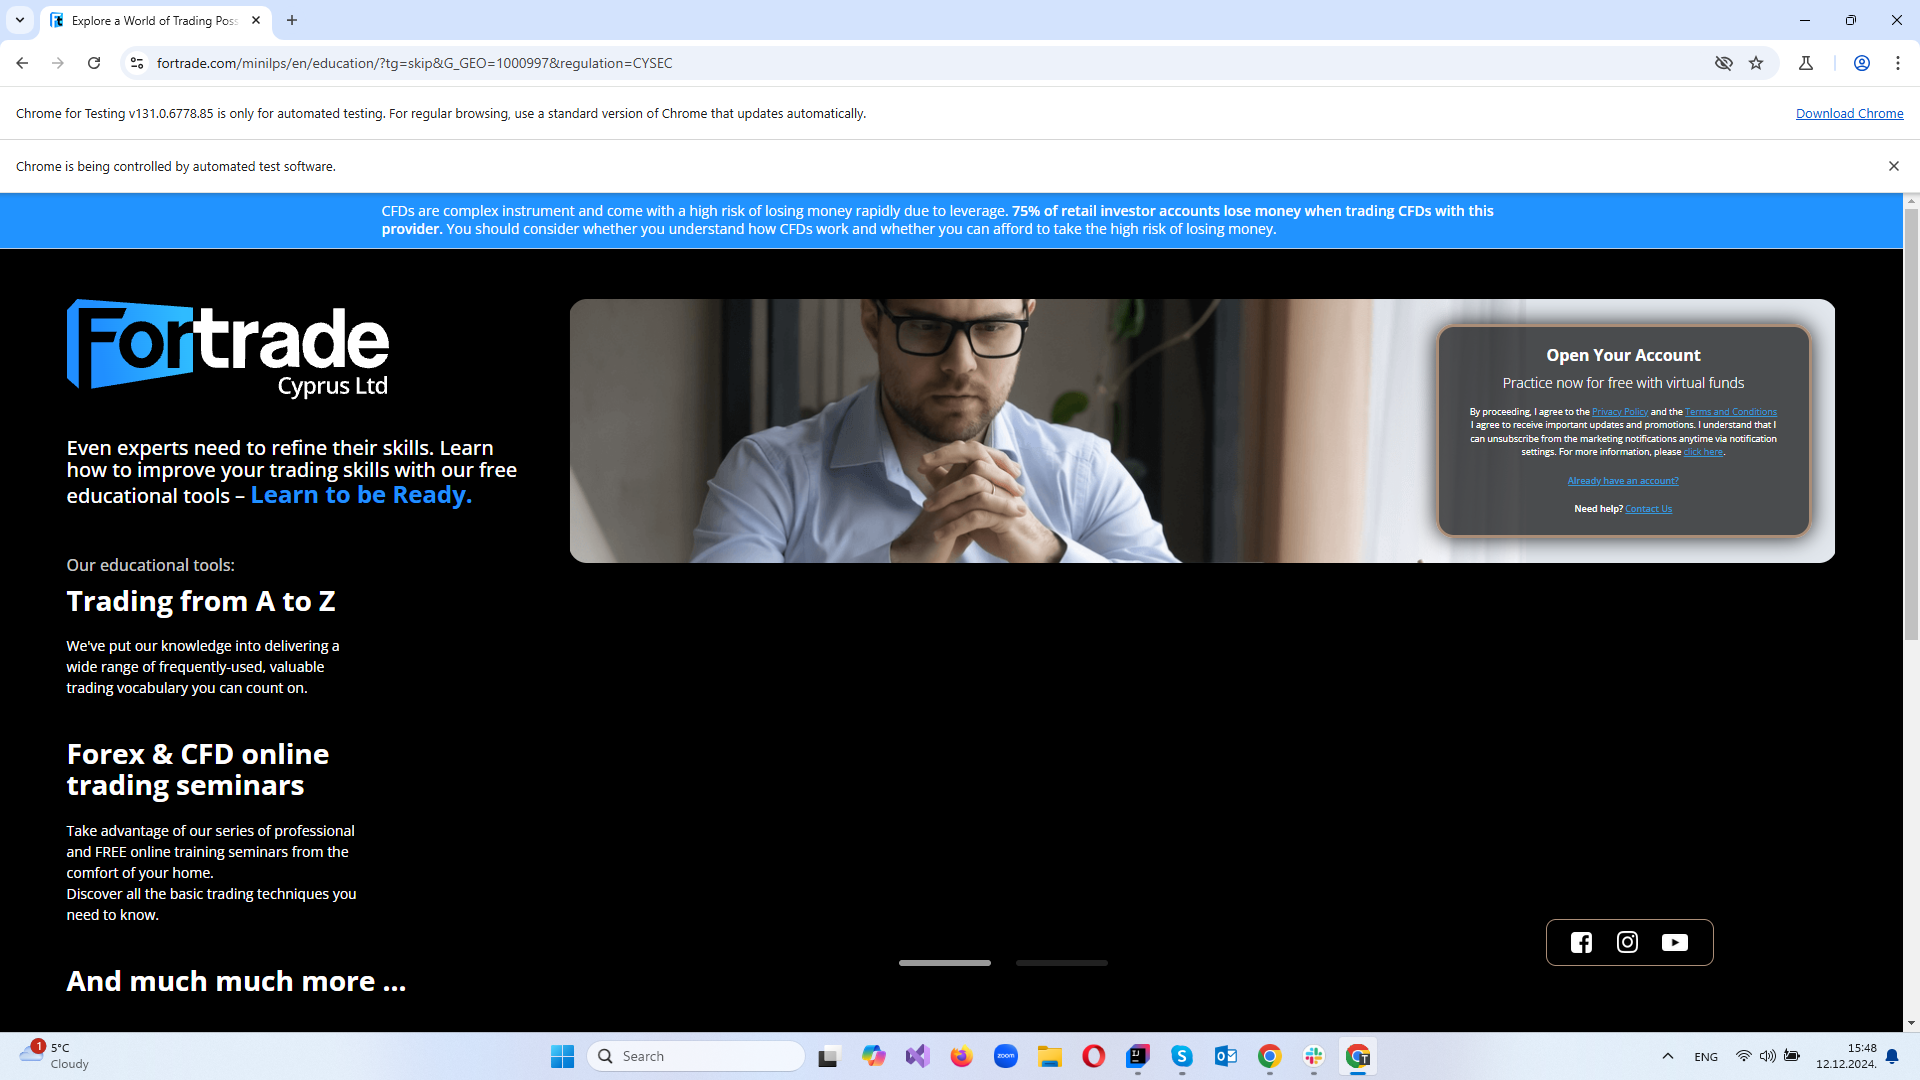 Explore a World of Trading Poss
fortrade.com/minilps/en/education/?tg=skip&G_GEO=1000997&regulation=CYSEC
Chrome for Testing v131.0.6778.85 is only for automated testing. For regular browsing, use a standard version of Chrome that updates automatically.
Download Chrome
Chrome is being controlled by automated test software.
CFDs are complex instrument and come with a high risk of losing money rapidly due to leverage. 75% of retail investor accounts lose money when trading CFDs with this
provider. You should consider whether you understand how CFDs work and whether you can afford to take the high risk of losing money.
Fortrade
Cyprus Ltd
Even experts need to refine their skills. Learn
how to improve your trading skills with our free
educational tools – Learn to be Ready.
Our educational tools:
Trading from A to Z
We've put our knowledge into delivering a
wide range of frequently-used, valuable
trading vocabulary you can count on.
Forex & CFD online
trading seminars
Take advantage of our series of professional
and FREE online training seminars from the
comfort of your home.
Discover all the basic trading techniques you
need to know.
And much much more ...
Open Your Account
Practice now for free with virtual funds
By proceeding, I agree to the Privacy Policy and the Terms and Conditions
I agree to receive important updates and promotions. I understand that I
can unsubscribe from the marketing notifications anytime via notification
settings. For more information, please click here.
Already have an account?
Need help? Contact Us
1
5°C
Cloudy
Search
zoom
ENG
15:48
12.12.2024.